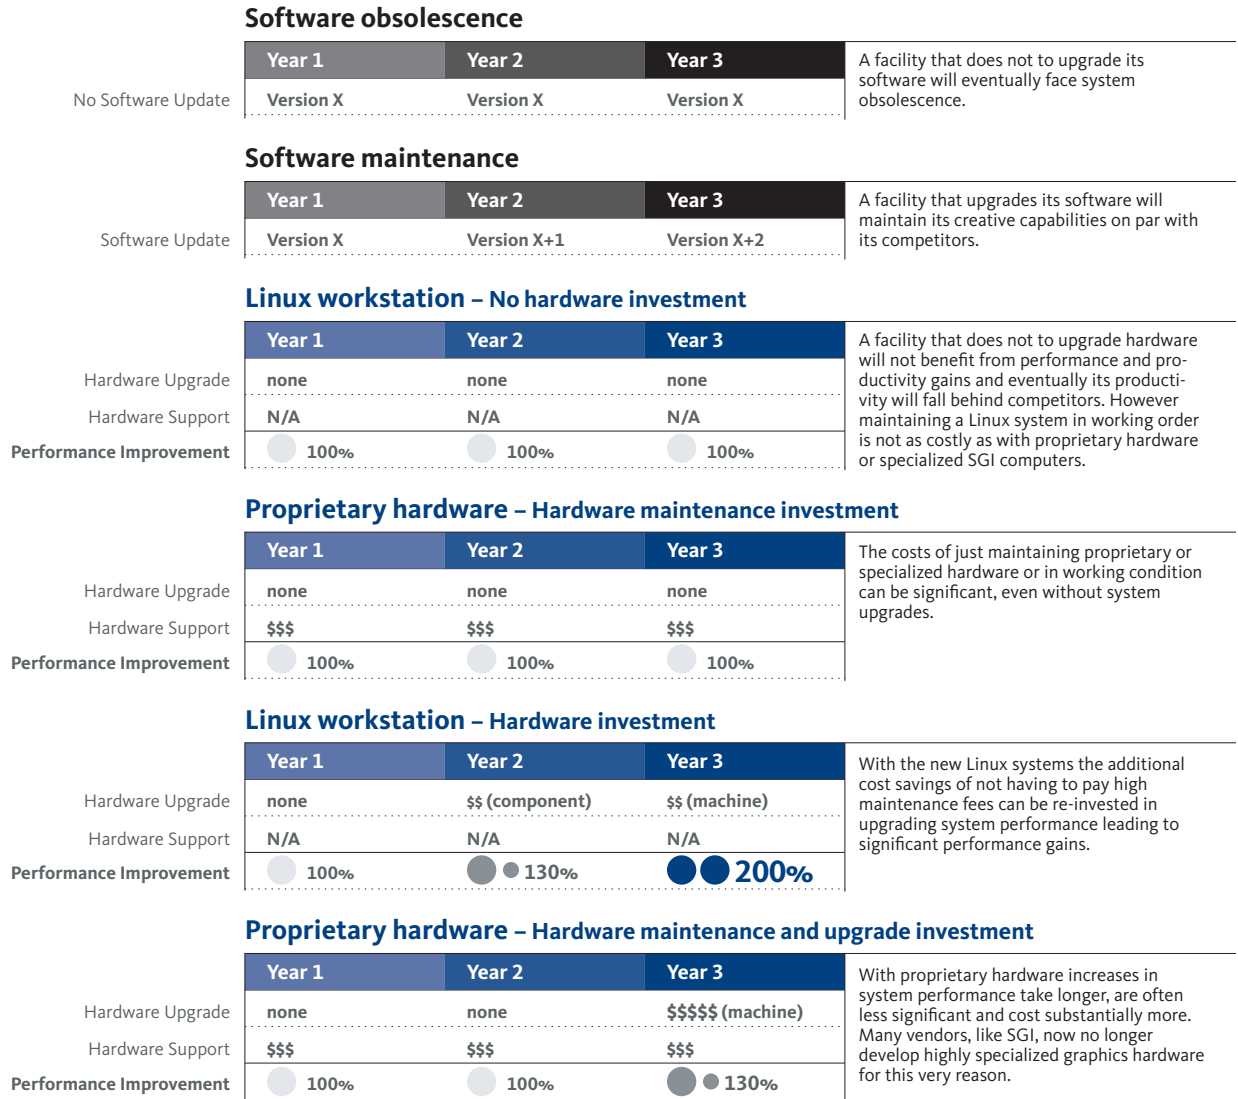 Software obsolescence
Year 1 Year 2 Year 3
No Software Update Version X Version X Version X
A facility that does not to upgrade its
software will eventually face system
obsolescence.
Software maintenance
Year 1 Year 2 Year 3
Software Update Version X Version X+1 Version X+2
A facility that upgrades its software will
maintain its creative capabilities on par with
its competitors.
Linux workstation – No hardware investment
Year 1 Year 2 Year 3
Hardware Upgrade none none none
Hardware Support N/A N/A N/A
Performance Improvement 100% 100% 100%
A facility that does not to upgrade hardware
will not benefit from performance and pro-
ductivity gains and eventually its producti-
vity will fall behind competitors. However
maintaining a Linux system in working order
is not as costly as with proprietary hardware
or specialized SGI computers.
Proprietary hardware – Hardware maintenance investment
Year 1 Year 2 Year 3
Hardware Upgrade none none none
Hardware Support $$$ $$$ $$$
Performance Improvement 100% 100% 100%
The costs of just maintaining proprietary or
specialized hardware or in working condition
can be significant, even without system
upgrades.
Linux workstation – Hardware investment
Year 1 Year 2 Year 3
Hardware Upgrade none $$ (component) $$ (machine)
Hardware Support N/A N/A N/A
Performance Improvement 100% 130% 200%
With the new Linux systems the additional
cost savings of not having to pay high
maintenance fees can be re-invested in
upgrading system performance leading to
significant performance gains.
Proprietary hardware – Hardware maintenance and upgrade investment
Year 1 Year 2 Year 3
Hardware Upgrade none none $$$$$ (machine)
Hardware Support $$$ $$$ $$$
Performance Improvement 100% 100% 130%
With proprietary hardware increases in
system performance take longer, are often
less significant and cost substantially more.
Many vendors, like SGI, now no longer
develop highly specialized graphics hardware
for this very reason.